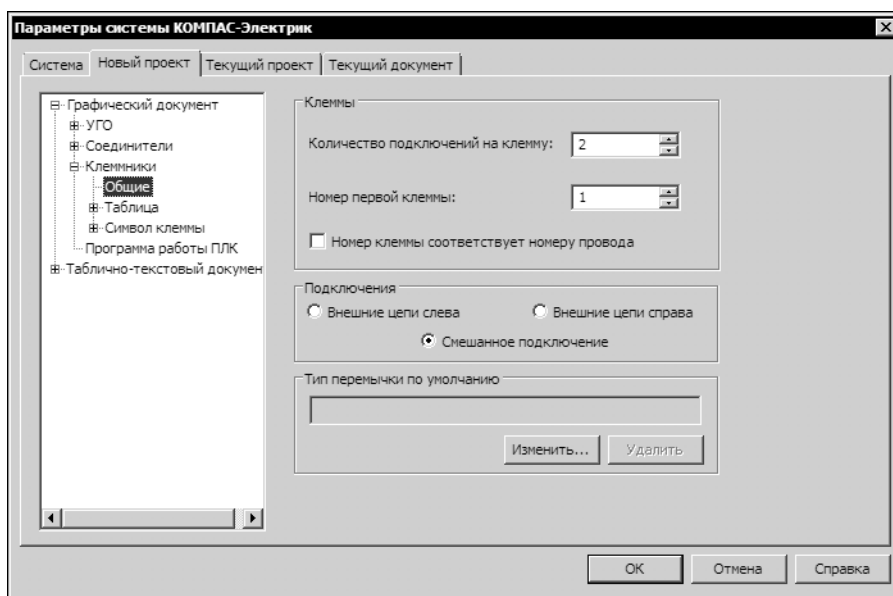 Параметры системы КОМПАС-Электрик
Система Новый проект Текущий проект Текущий документ
Графический документ
УГО
Соединители
Клеммники
Общие
Таблица
Символ клеммы
Программа работы ПЛК
Таблично-текстовый докумен
Клеммы
Количество подключений на клемму: 2
Номер первой клеммы: 1
Номер клеммы соответствует номеру провода
Подключения
Внешние цепи слева Внешние цепи справа
Смешанное подключение
Тип перемычки по умолчанию
Изменить... Удалить
OK Отмена Справка